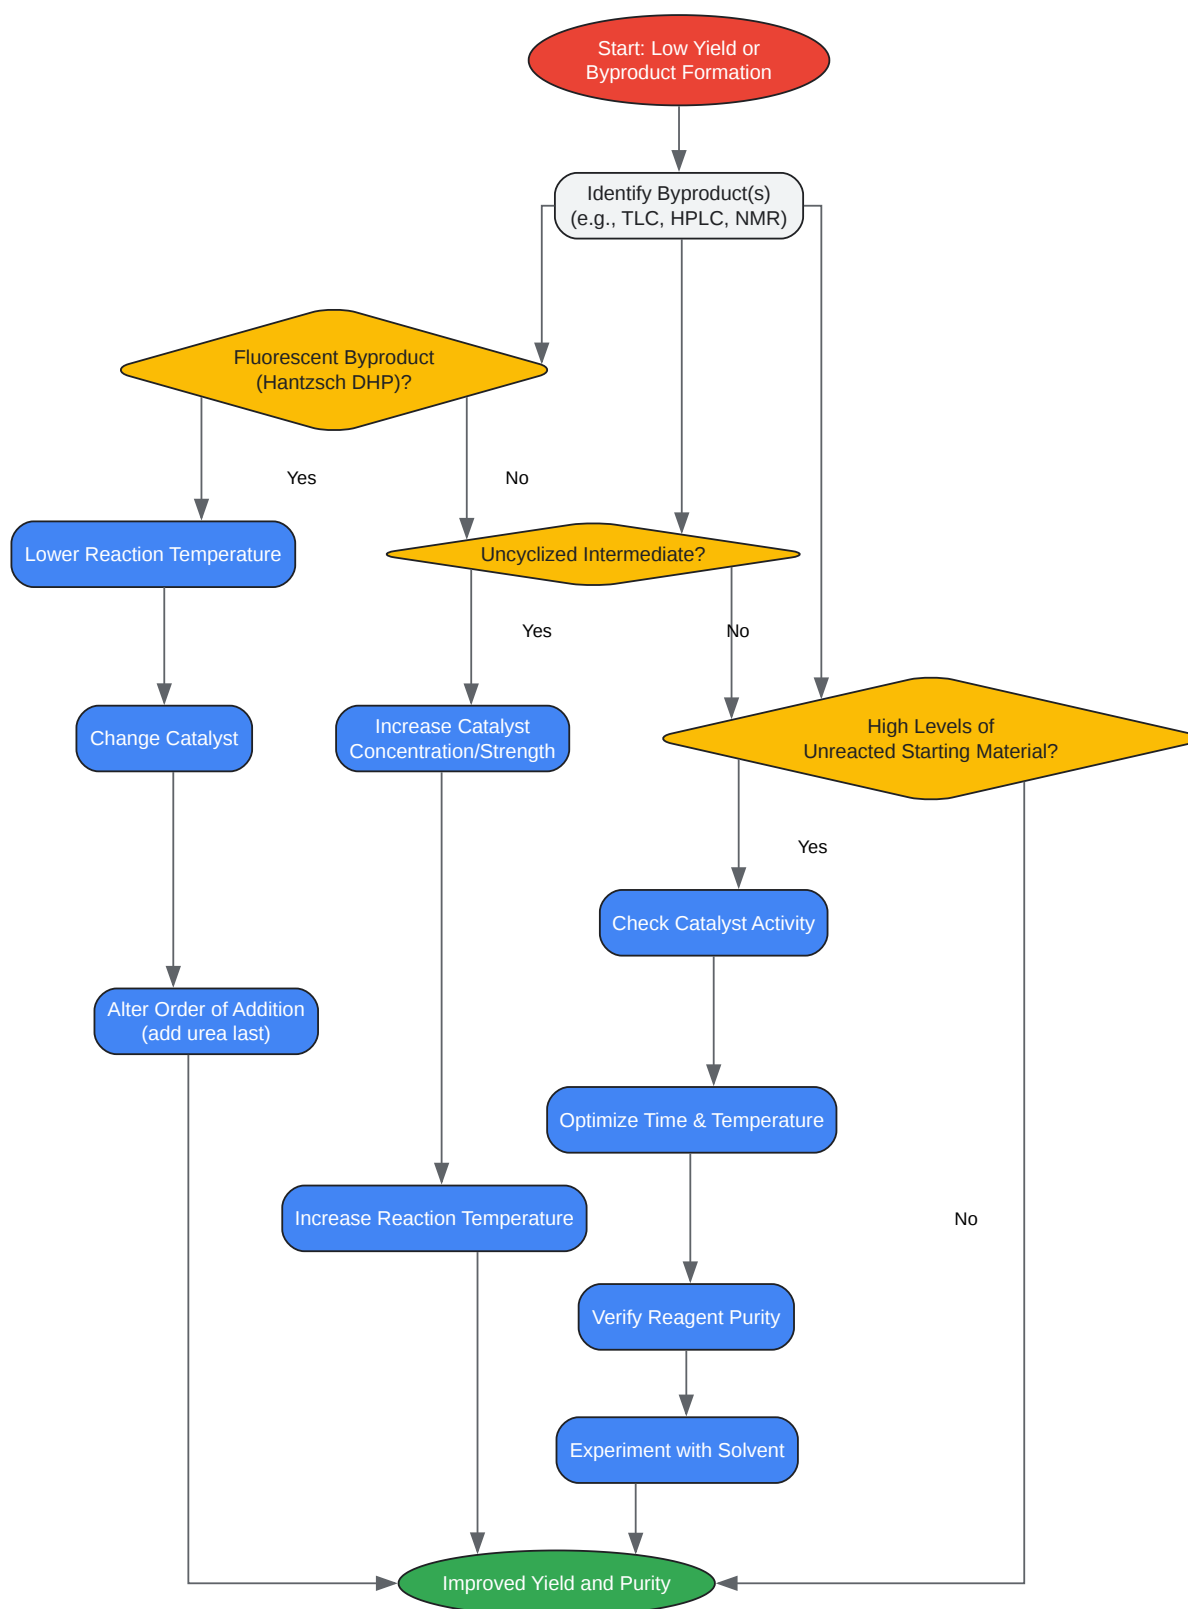 Start: Low Yield or
Byproduct Formation
Identify Byproduct(s)
(e.g., TLC, HPLC, NMR)
Fluorescent Byproduct
(Hantzsch DHP)?
Yes
No
Lower Reaction Temperature
Uncyclized Intermediate?
Yes
No
Change Catalyst
Increase Catalyst
Concentration/Strength
High Levels of
Unreacted Starting Material?
Yes
Check Catalyst Activity
Alter Order of Addition
(add urea last)
Optimize Time & Temperature
Increase Reaction Temperature
No
Verify Reagent Purity
Experiment with Solvent
Improved Yield and Purity